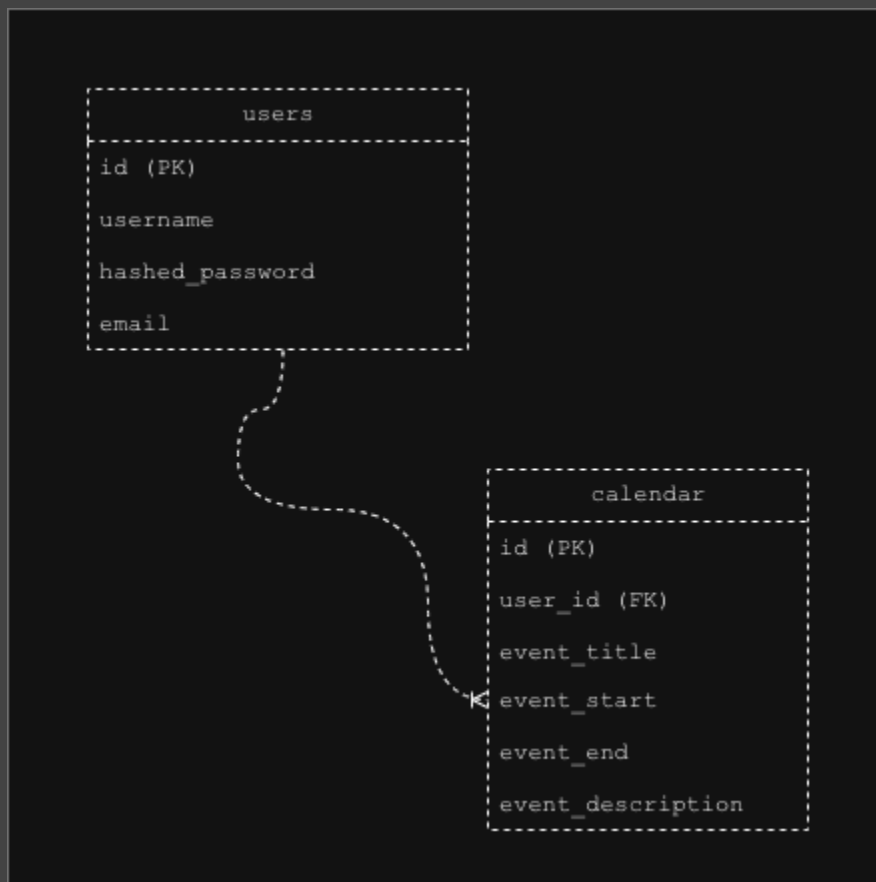 users
id (PK)
username
hashed_password
email
calendar
id (PK)
user_id (FK)
event_title
event_start
event_end
event_description